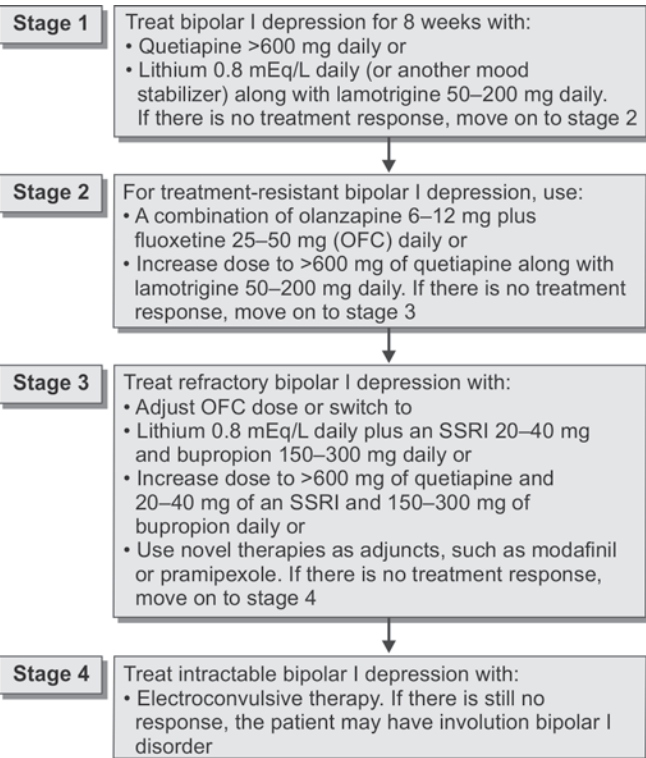 Stage 1
Treat bipolar I depression for 8 weeks with:
• Quetiapine >600 mg daily or
• Lithium 0.8 mEq/L daily (or another mood
stabilizer) along with lamotrigine 50–200 mg daily.
If there is no treatment response, move on to stage 2
Stage 2
For treatment-resistant bipolar I depression, use:
• A combination of olanzapine 6–12 mg plus
fluoxetine 25–50 mg (OFC) daily or
• Increase dose to >600 mg of quetiapine along with
lamotrigine 50–200 mg daily. If there is no treatment
response, move on to stage 3
Stage 3
Treat refractory bipolar I depression with:
• Adjust OFC dose or switch to
• Lithium 0.8 mEq/L daily plus an SSRI 20–40 mg
and bupropion 150–300 mg daily or
• Increase dose to >600 mg of quetiapine and
20–40 mg of an SSRI and 150–300 mg of
bupropion daily or
• Use novel therapies as adjuncts, such as modafinil
or pramipexole. If there is no treatment response,
move on to stage 4
Stage 4
Treat intractable bipolar I depression with:
• Electroconvulsive therapy. If there is still no
response, the patient may have involution bipolar I
disorder